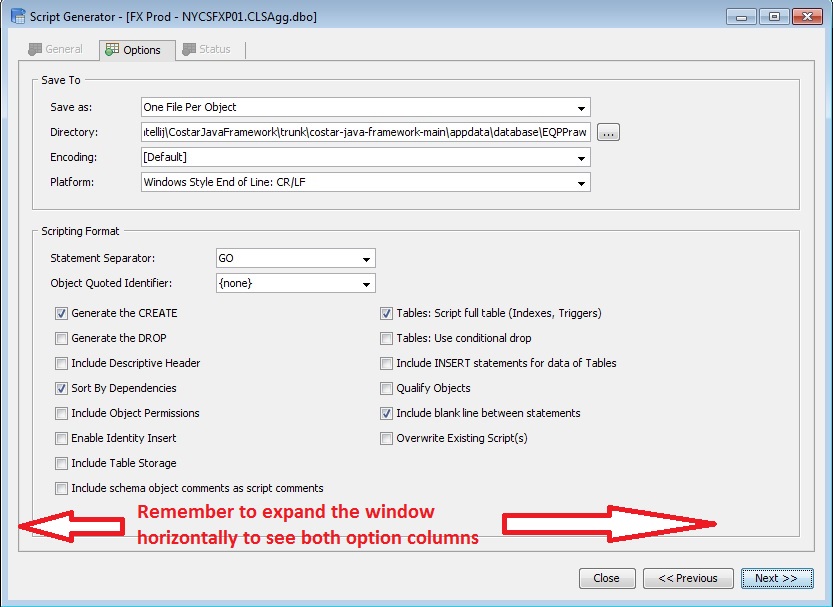 Script Generator - [FX Prod - NYCSFXP01.CLSAgg.dbo]
General Options Status
Save To
Save as: One File Per Object
Directory: ıtellij\CostarJavaFramework\trunk\costar-java-framework-main\appdata\database\EQPPraw ...
Encoding: [Default]
Platform: Windows Style End of Line: CR/LF
Scripting Format
Statement Separator: GO
Object Quoted Identifier: {none}
Generate the CREATE Tables: Script full table (Indexes, Triggers)
Generate the DROP Tables: Use conditional drop
Include Descriptive Header Include INSERT statements for data of Tables
Sort By Dependencies Qualify Objects
Include Object Permissions Include blank line between statements
Enable Identity Insert Overwrite Existing Script(s)
Include Table Storage
Include schema object comments as script comments
Remember to expand the window
horizontally to see both option columns
Close << Previous Next >>